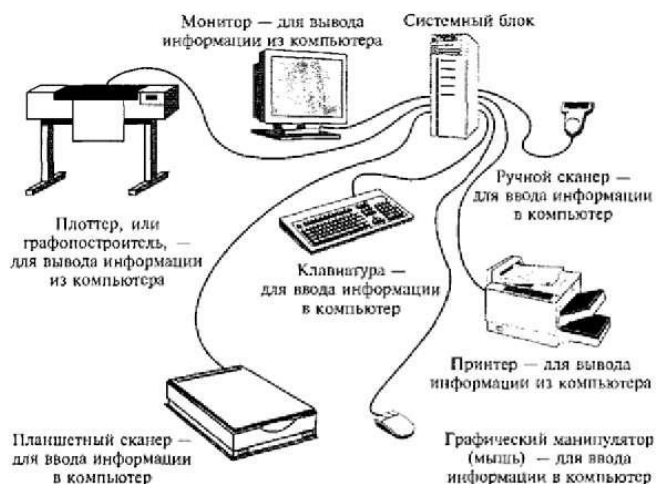 Монитор — для вывода
информации из компьютера
Системный блок
Ручной сканер —
для ввода информации
в компьютер
Плоттер, или
графопостроитель, —
для вывода информации
из компьютера
Клавиатура —
для ввода информации
в компьютер
Принтер — для вывода
информации из компьютера
Планшетный сканер —
для ввода информации
в компьютер
Графический манипулятор
(мышь) — для ввода
информации в компьютер